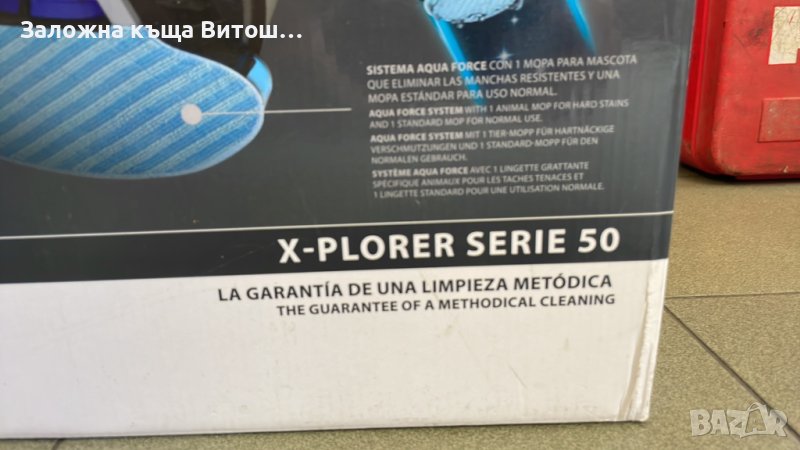 Заложна къща Витош...
SISTEMA AQUA FORCE CON 1 MOPA PARA MASCOTA
QUE ELIMINAR LAS MANCHAS RESISTENTES Y UNA
MOPA ESTÁNDAR PARA USO NORMAL.
AQUA FORCE SYSTEM WITH 1 ANIMAL MOP FOR HARD STAINS
AND 1 STANDARD MOP FOR NORMAL USE.
AQUA FORCE SYSTEM MIT 1 TIER-MOPP FÜR HARTNÄCKIGE
VERSCHMUTZUNGEN UND 1 STANDARD-MOPP FÜR DEN
NORMALEN GEBRAUCH.
SYSTÈME AQUA FORCE AVEC 1 LINGETTE GRATTANTE
SPÉCIFIQUE ANIMAUX POUR LES TACHES TENACES ET
1 LINGETTE STANDARD POUR UNE UTILISATION NORMALE.
X-PLORER SERIE 50
LA GARANTÍA DE UNA LIMPIEZA METÓDICA
THE GUARANTEE OF A METHODICAL CLEANING
BAZAR